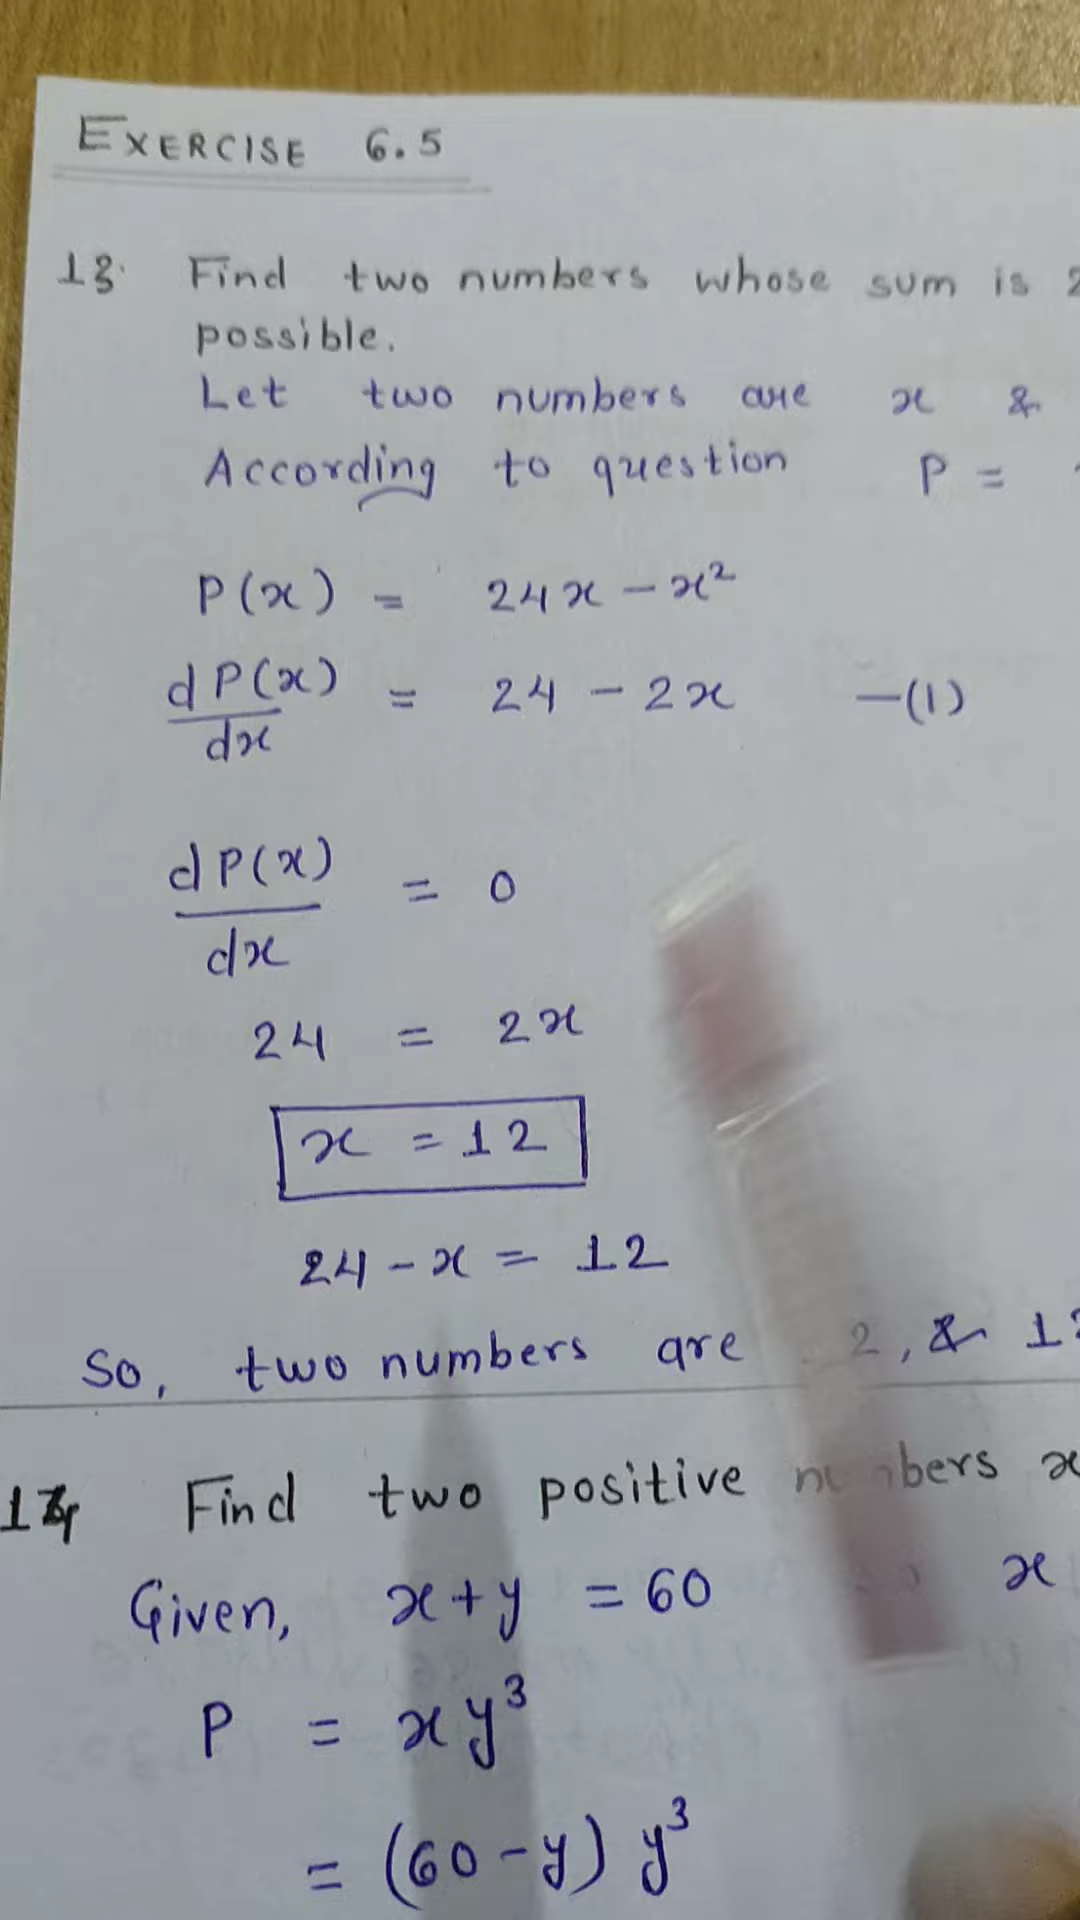 EXERCISE 6.5
13. Find two numbers whose sum is
possible.
Let two numbers are x &
According to question P =
P(x) = 24x - x²
dP(x)/dx = 24 - 2x -(1)
dP(x)/dx = 0
24 = 2x
x = 12
24 - x = 12
So, two numbers are 2, & 12
14 Find two positive numbers x
Given, x + y = 60 x
P = xy³
= (60 - y) y³